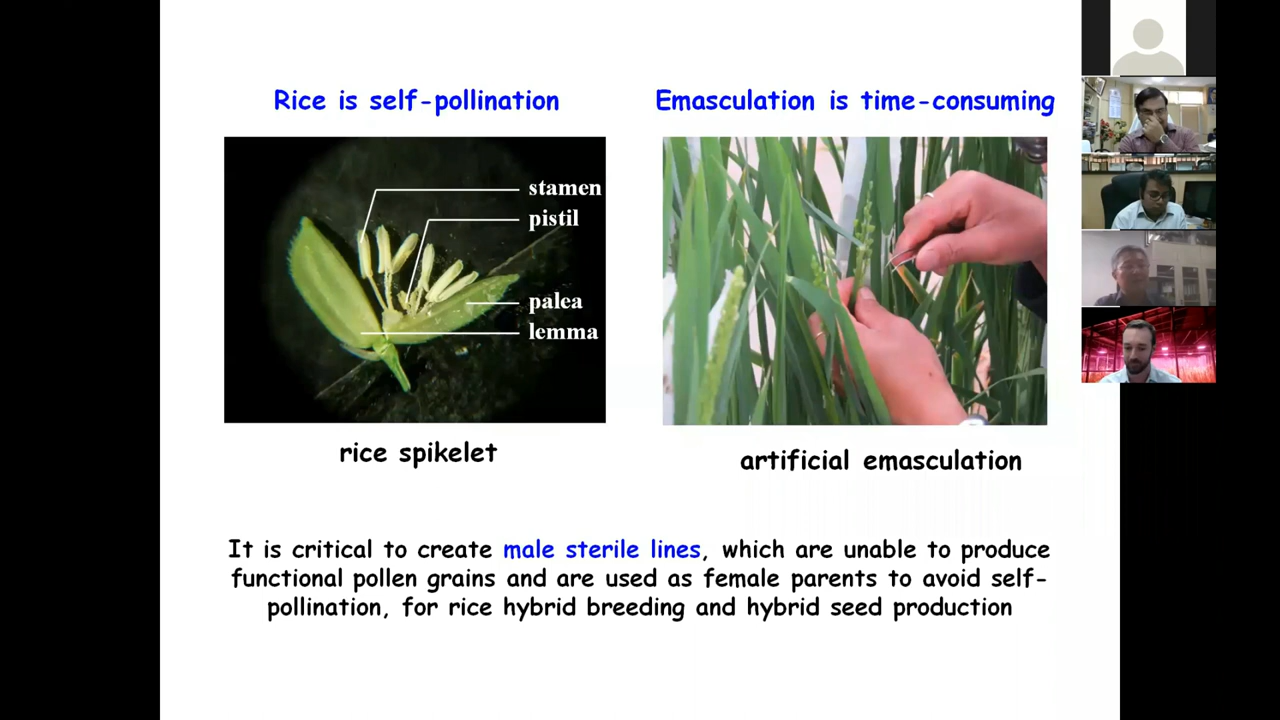 Rice is self-pollination
Emasculation is time-consuming
stamen
pistil
palea
lemma
rice spikelet
artificial emasculation
It is critical to create male sterile lines, which are unable to produce
functional pollen grains and are used as female parents to avoid self-
pollination, for rice hybrid breeding and hybrid seed production